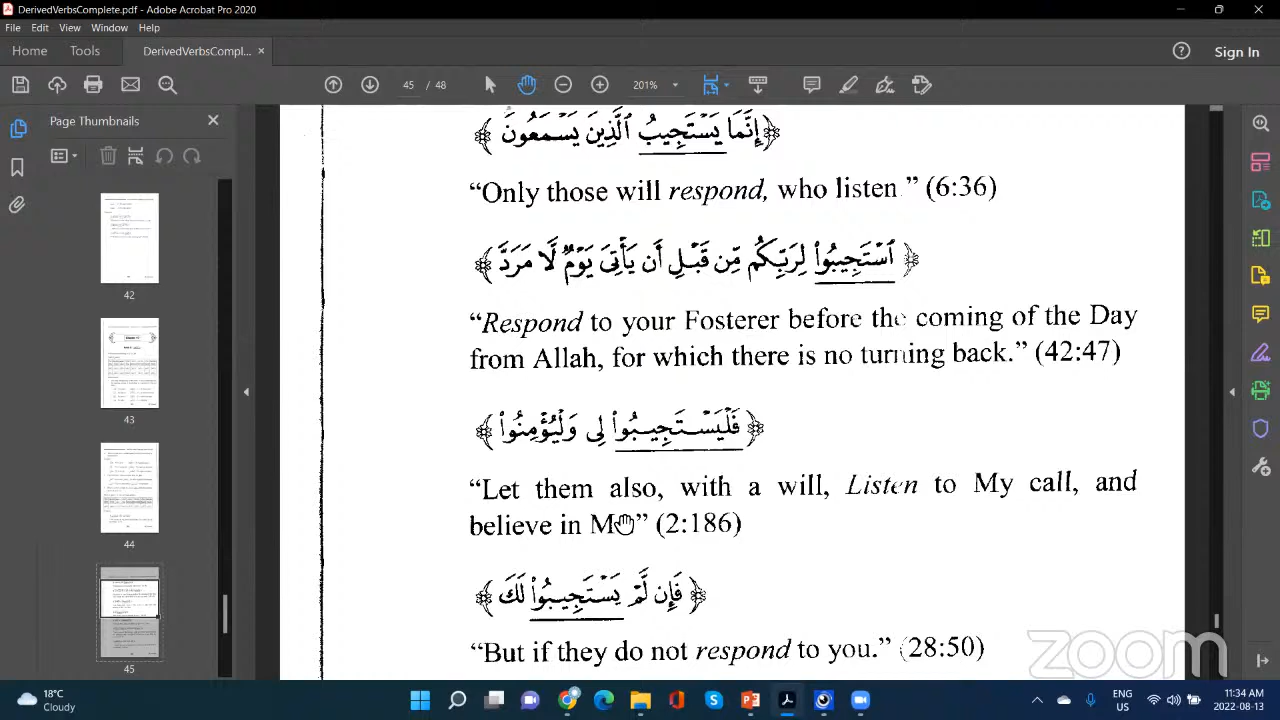 DerivedVerbsComplete.pdf - Adobe Acrobat Pro 2020
File Edit View Window Help
Home Tools DerivedVerbsCompl... × Sign In
45 / 48 201%
Page Thumbnails
42
43
44
45
﴿إِنَّمَا يَسْتَجِيبُ ٱلَّذِينَ يَسْمَعُونَ﴾
“Only those will respond, who listen ” (6:36)
﴿ٱسْتَجِيبُوا۟ لِرَبِّكُم مِّن قَبْلِ أَن يَأْتِىَ يَوْمٌ لَّا مَرَدَّ﴾
“Respond to your Fosterer before the coming of the Day
from Allah, for which there is no turning back.” (42:47)
﴿فَلْيَسْتَجِيبُوا۟ لِى وَلْيُؤْمِنُوا۟﴾
“Let them also, with a will, Listen to My call, and
believe in Me” (2:186)
﴿فَإِن لَّمْ يَسْتَجِيبُوا۟ لَكَ﴾
“But if they do not respond to you.” (28:50)
zoom
18°C
Cloudy
ENG
US
11:34 AM
2022-08-13